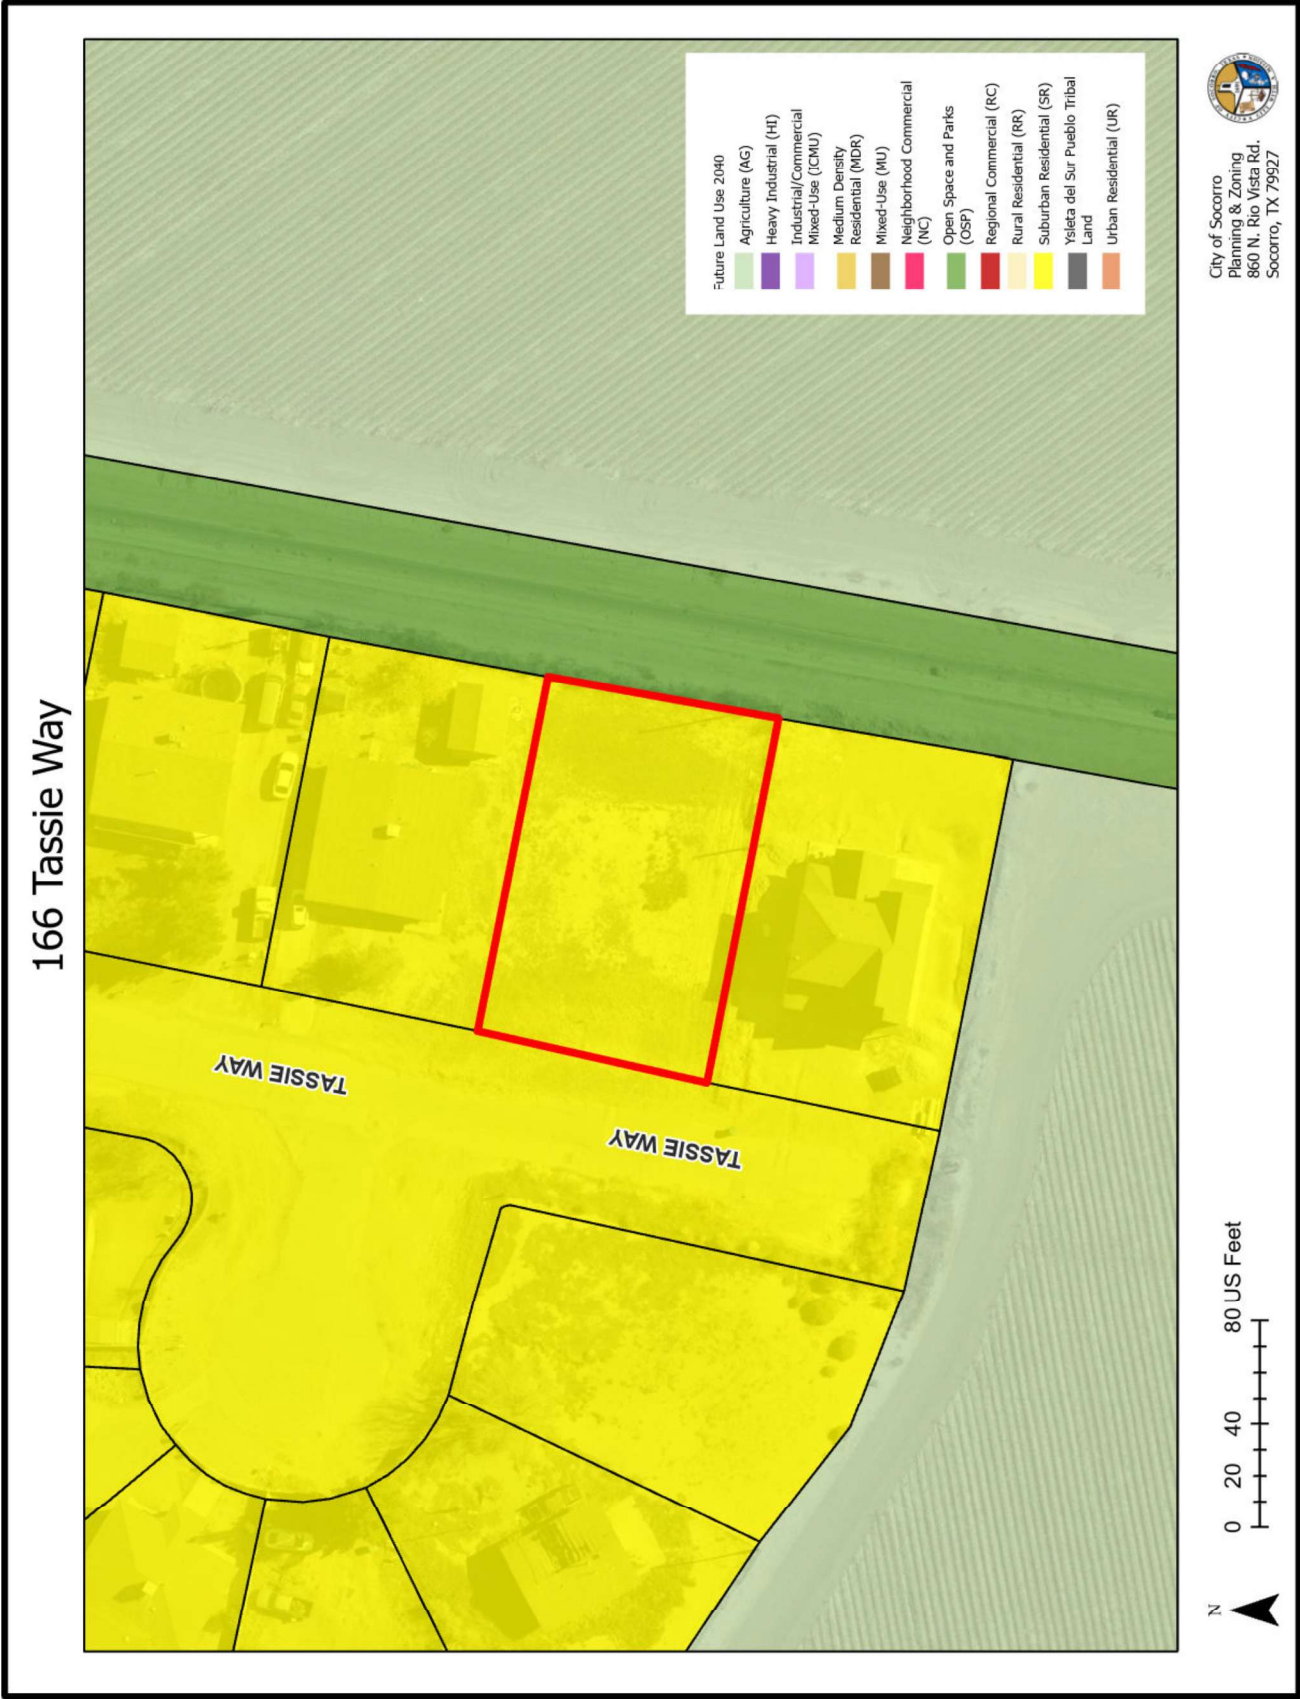 166 Tassie Way
TASSIE WAY
TASSIE WAY
Future Land Use 2040
Agriculture (AG)
Heavy Industrial (HI)
Industrial/Commercial
Mixed-Use (ICMU)
Medium Density
Residential (MDR)
Mixed-Use (MU)
Neighborhood Commercial
(NC)
Open Space and Parks
(OSP)
Regional Commercial (RC)
Rural Residential (RR)
Suburban Residential (SR)
Ysleta del Sur Pueblo Tribal
Land
Urban Residential (UR)
N
0 20 40 80 US Feet
City of Socorro
Planning & Zoning
860 N. Rio Vista Rd.
Socorro, TX 79927